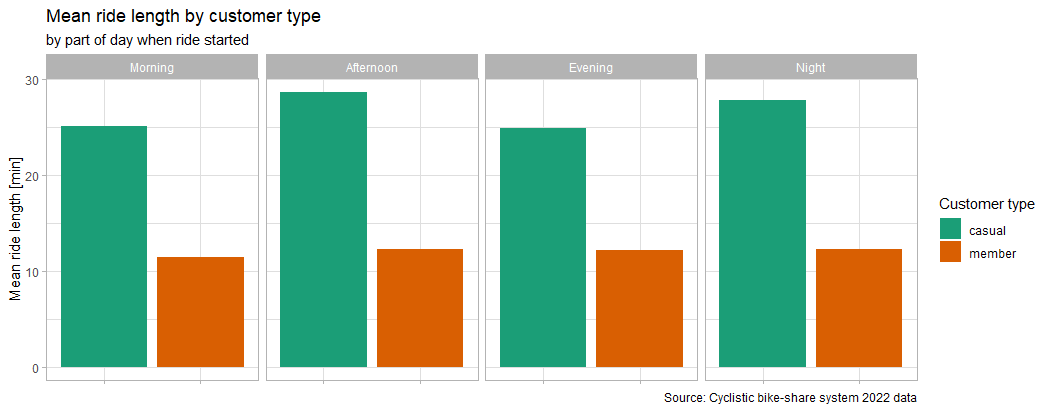 Mean ride length by customer type
by part of day when ride started
Morning Afternoon Evening Night
30
20
10
0
Mean ride length [min]
Customer type
casual
member
Source: Cyclistic bike-share system 2022 data